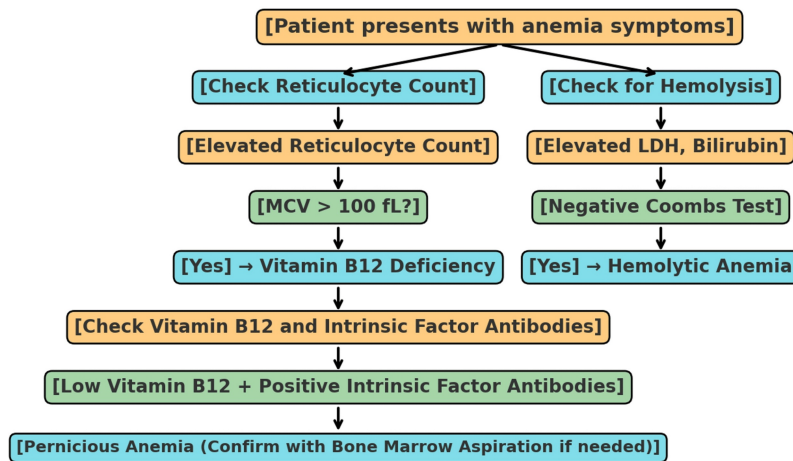 [Patient presents with anemia symptoms]
[Check Reticulocyte Count]
[Check for Hemolysis]
[Elevated Reticulocyte Count]
[Elevated LDH, Bilirubin]
[MCV > 100 fL?]
[Negative Coombs Test]
[Yes] → Vitamin B12 Deficiency]
[Yes] → Hemolytic Anemia
[Check Vitamin B12 and Intrinsic Factor Antibodies]
[Low Vitamin B12 + Positive Intrinsic Factor Antibodies]
[Pernicious Anemia (Confirm with Bone Marrow Aspiration if needed)]